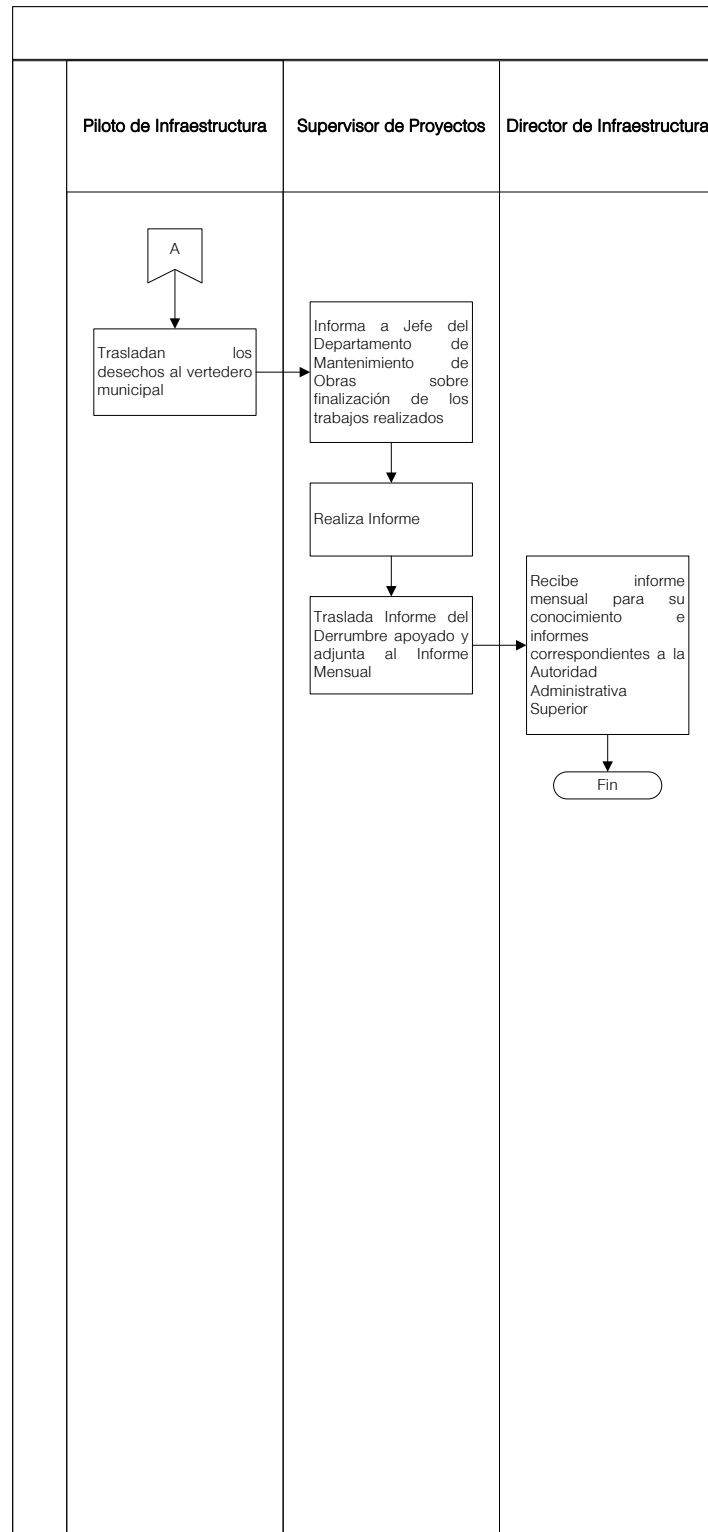 Piloto de Infraestructura
Supervisor de Proyectos
Director de Infraestructura
A
Trasladan los
desechos al vertedero
municipal
Informa a Jefe del
Departamento de
Mantenimiento de
Obras sobre
finalización de los
trabajos realizados
Realiza Informe
Traslada Informe del
Derrumbre apoyado y
adjunta al Informe
Mensual
Recibe informe
mensual para su
conocimiento e
informes
correspondientes a la
Autoridad
Administrativa
Superior
Fin